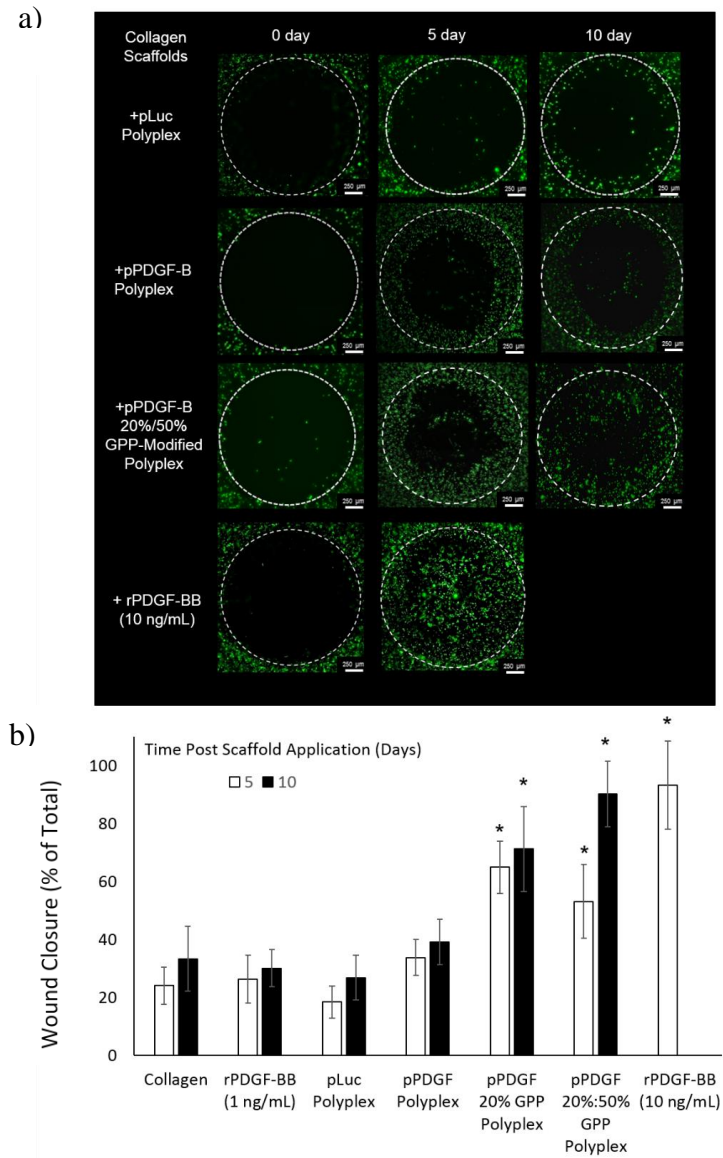 a)
Collagen
Scaffolds
0 day
5 day
10 day
+pLuc
Polyplex
250 µm
250 µm
250 µm
+pPDGF-B
Polyplex
250 µm
250 µm
250 µm
+pPDGF-B
20%/50%
GPP-Modified
Polyplex
250 µm
250 µm
250 µm
+ rPDGF-BB
(10 ng/mL)
250 µm
250 µm
b)
Time Post Scaffold Application (Days)
5
10
Wound Closure (% of Total)
100
80
60
40
20
0
*
*
*
*
*
Collagen
rPDGF-BB
(1 ng/mL)
pLuc
Polyplex
pPDGF
Polyplex
pPDGF
20% GPP
Polyplex
pPDGF
20%:50%
GPP
Polyplex
rPDGF-BB
(10 ng/mL)